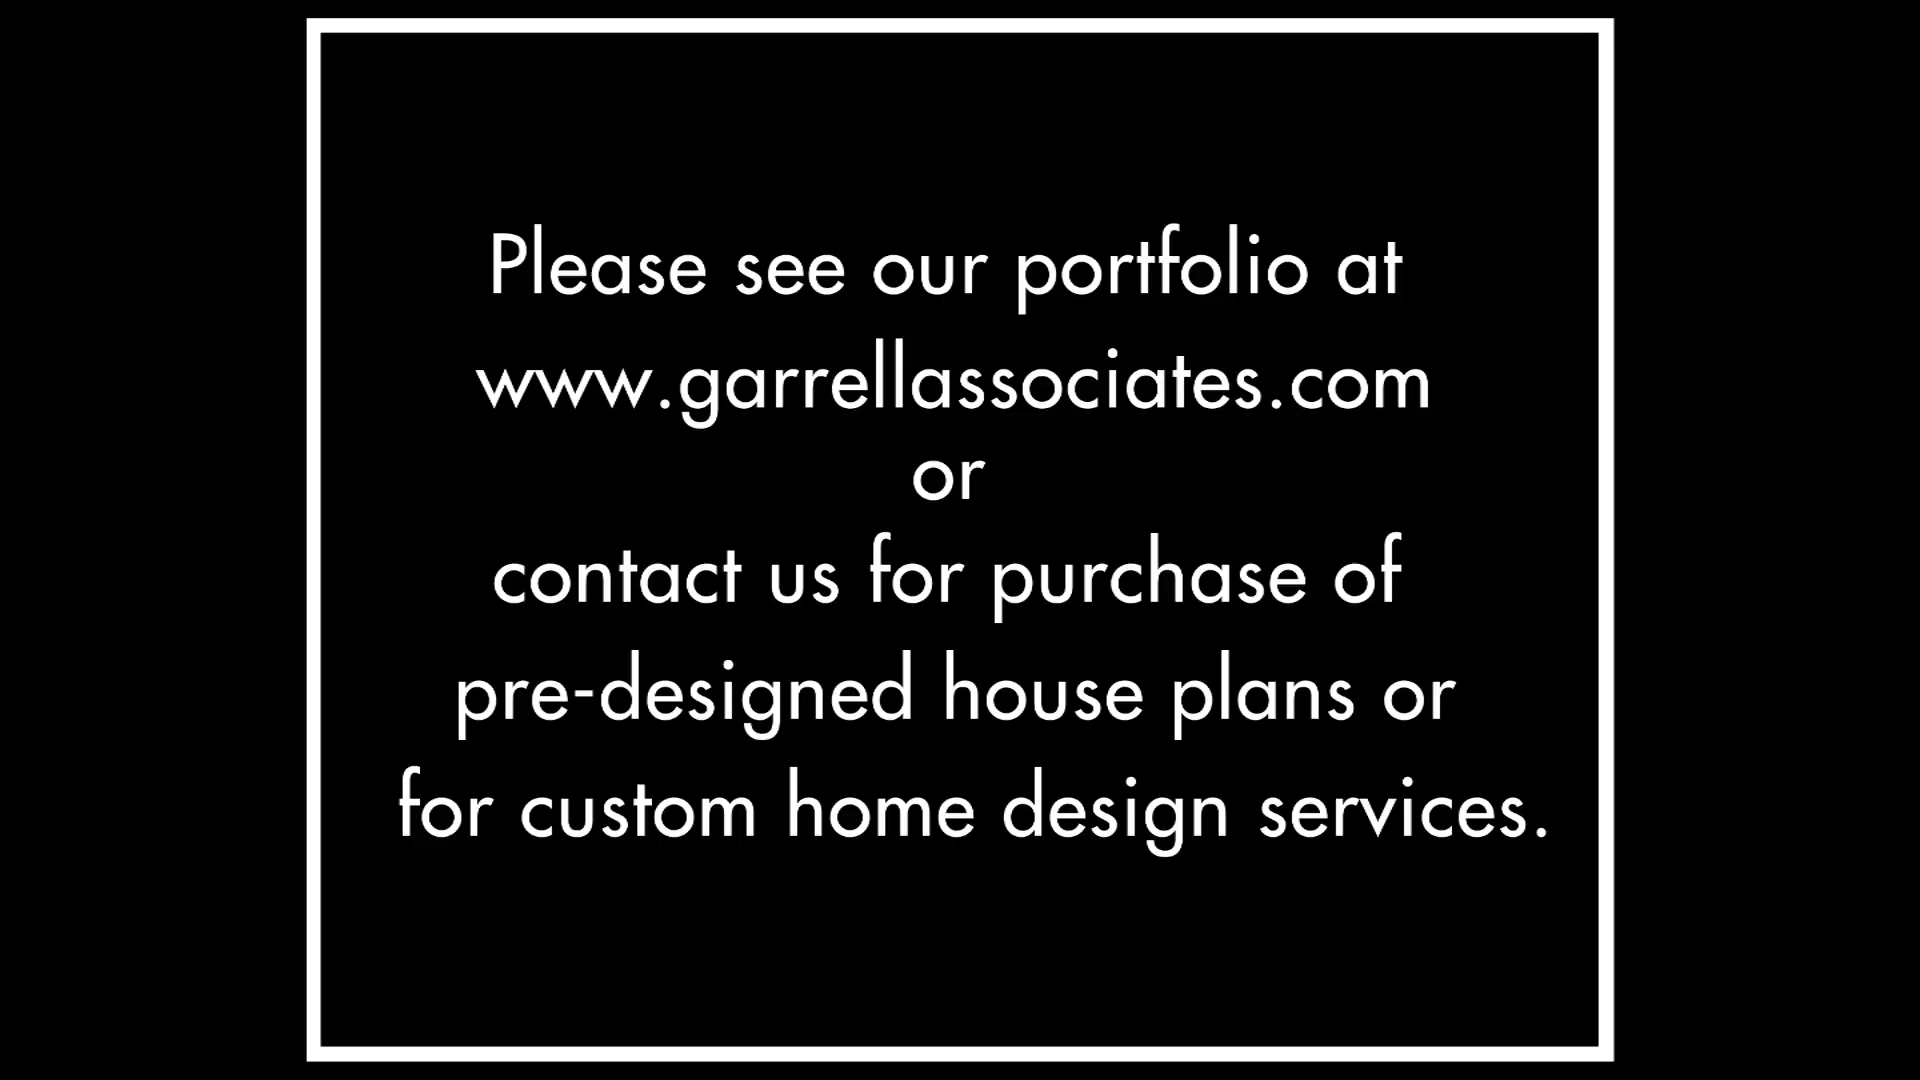 Please see our portfolio at
www.garrellassociates.com
or
contact us for purchase of
pre-designed house plans or
for custom home design services.